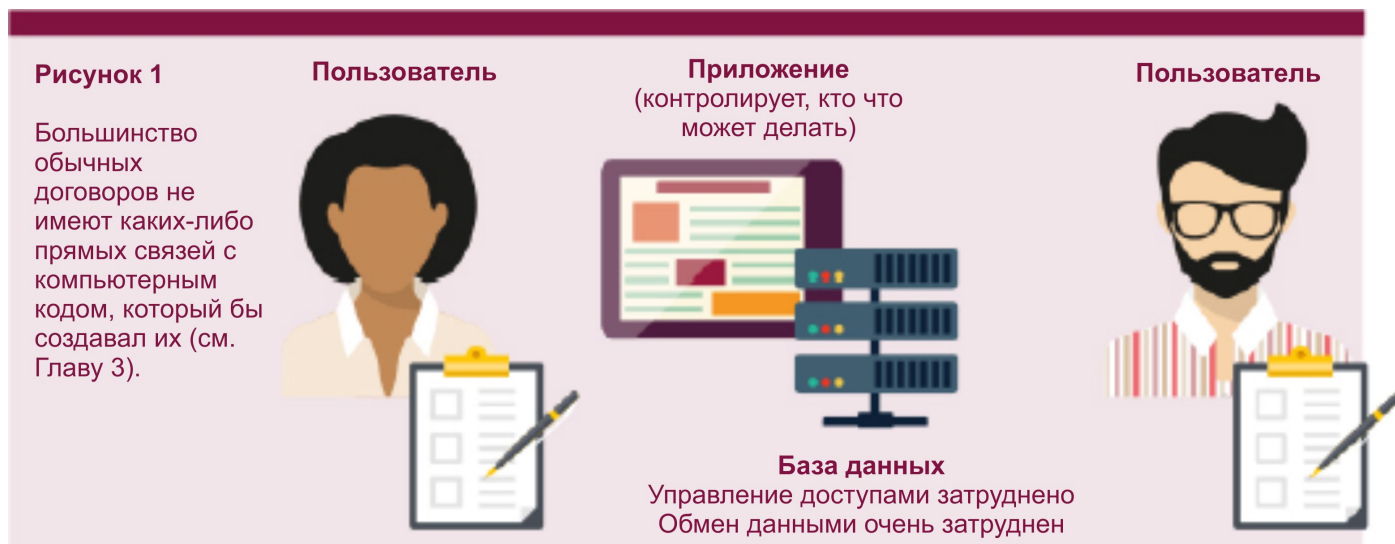 Рисунок 1
Большинство
обычных
договоров не
имеют каких-либо
прямых связей с
компьютерным
кодом, который бы
создавал их (см.
Главу 3).
Пользователь
Приложение
(контролирует, кто что
может делать)
База данных
Управление доступами затруднено
Обмен данными очень затруднен
Пользователь